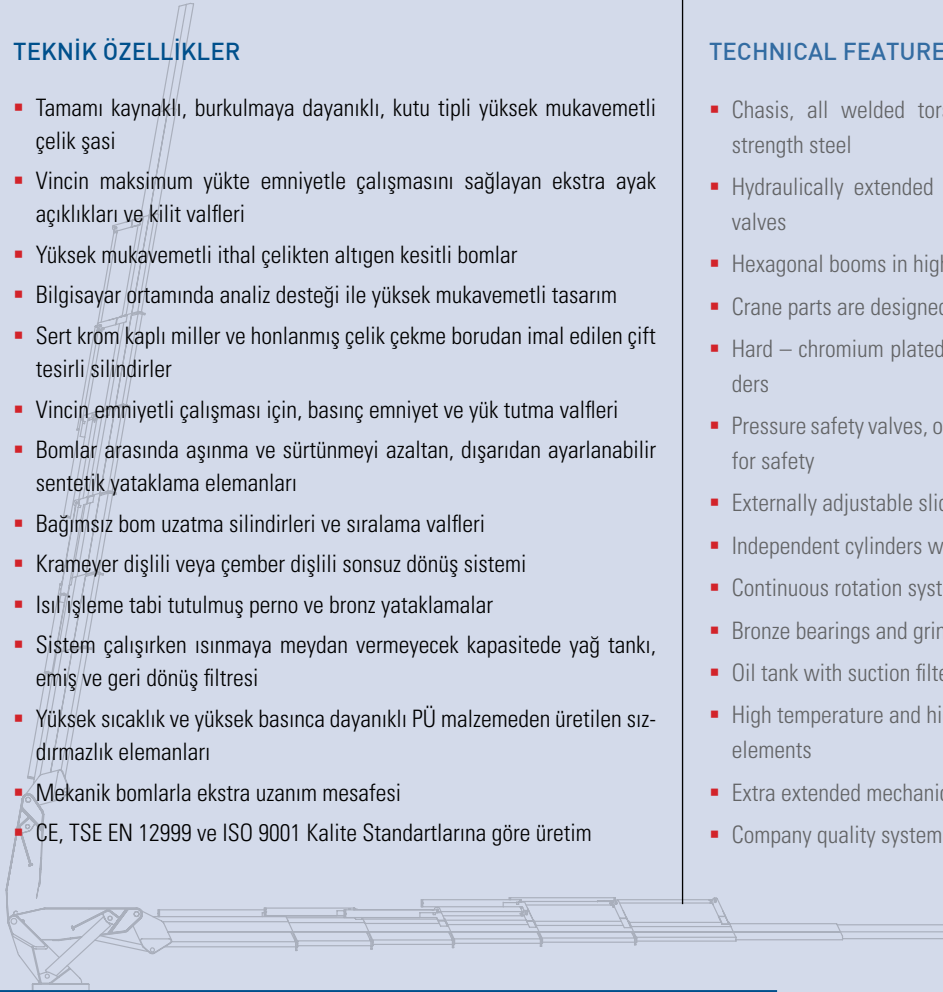 TEKNİK ÖZELLİKLER
▪ Tamamı kaynaklı, burkulmaya dayanıklı, kutu tipli yüksek mukavemetli
çelik şasi
▪ Vincin maksimum yükte emniyetle çalışmasını sağlayan ekstra ayak
açıklıkları ve kilit valfleri
▪ Yüksek mukavemetli ithal çelikten altıgen kesitli bomlar
▪ Bilgisayar ortamında analiz desteği ile yüksek mukavemetli tasarım
▪ Sert krom kaplı miller ve honlanmış çelik çekme borudan imal edilen çift
tesirli silindirler
▪ Vincin emniyetli çalışması için, basınç emniyet ve yük tutma valfleri
▪ Bomlar arasında aşınma ve sürtünmeyi azaltan, dışarıdan ayarlanabilir
sentetik yataklama elemanları
▪ Bağımsız bom uzatma silindirleri ve sıralama valfleri
▪ Krameyer dişlili veya çember dişlili sonsuz dönüş sistemi
▪ Isıl işleme tabi tutulmuş perno ve bronz yataklamalar
▪ Sistem çalışırken ısınmaya meydan vermeyecek kapasitede yağ tankı,
emiş ve geri dönüş filtresi
▪ Yüksek sıcaklık ve yüksek basınca dayanıklı PÜ malzemeden üretilen sız-
dırmazlık elemanları
▪ Mekanik bomlarla ekstra uzanım mesafesi
▪ CE, TSE EN 12999 ve ISO 9001 Kalite Standartlarına göre üretim
TECHNICAL FEATURE
▪ Chasis, all welded tor
strength steel
▪ Hydraulically extended
valves
▪ Hexagonal booms in hig
▪ Crane parts are designed
▪ Hard – chromium plated
ders
▪ Pressure safety valves, o
for safety
▪ Externally adjustable slid
▪ Independent cylinders w
▪ Continuous rotation syst
▪ Bronze bearings and grin
▪ Oil tank with suction filte
▪ High temperature and hi
elements
▪ Extra extended mechanic
▪ Company quality system